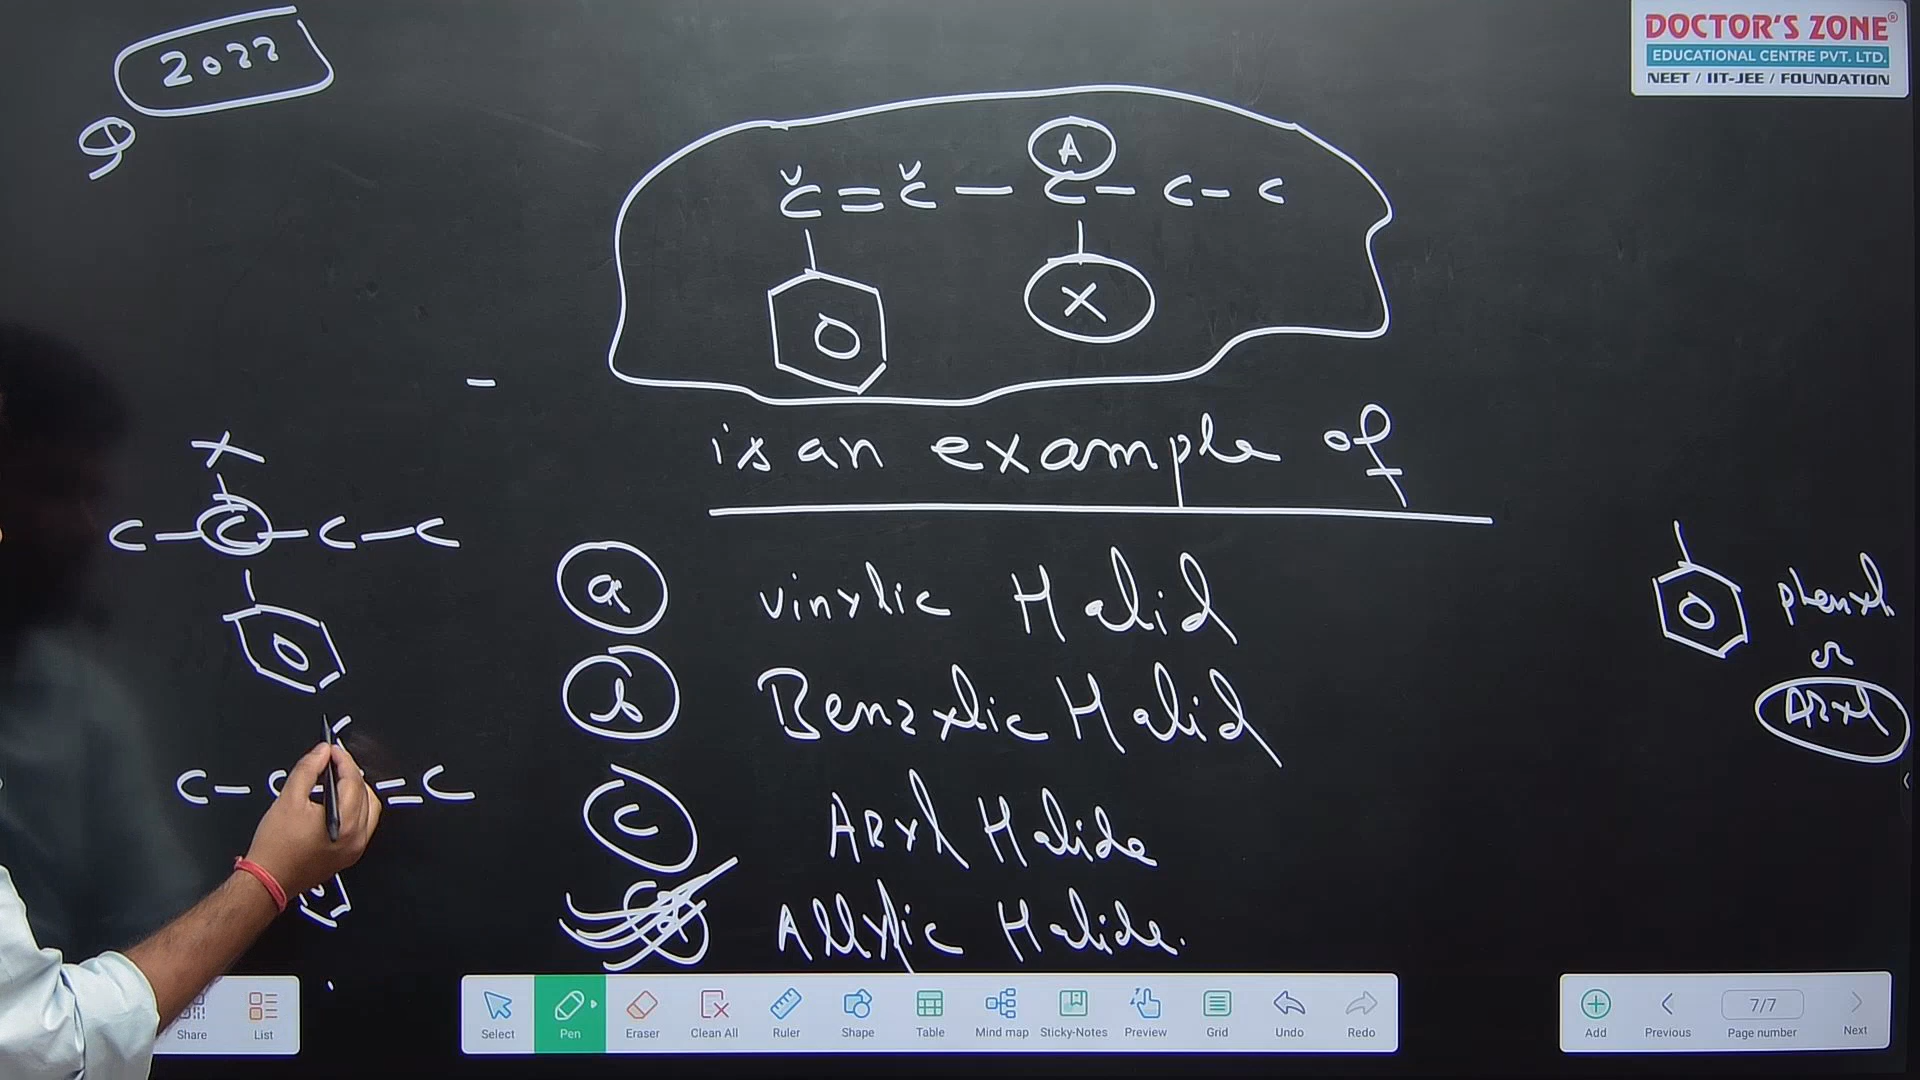 2022
Q
DOCTOR'S ZONE®
EDUCATIONAL CENTRE PVT. LTD.
NEET / IIT-JEE / FOUNDATION
A
C = C — C - C - C
X
is an example of
X
C - C - C - C
a vinylic Halid
b Benzylic Halid
c ARyl Halide
d Allylic Halide.
phenyl
or
ARyl
C - C
= C
Share
List
Select
Pen
Eraser
Clean All
Ruler
Shape
Table
Mind map
Sticky-Notes
Preview
Grid
Undo
Redo
Add
Previous
7/7
Page number
Next